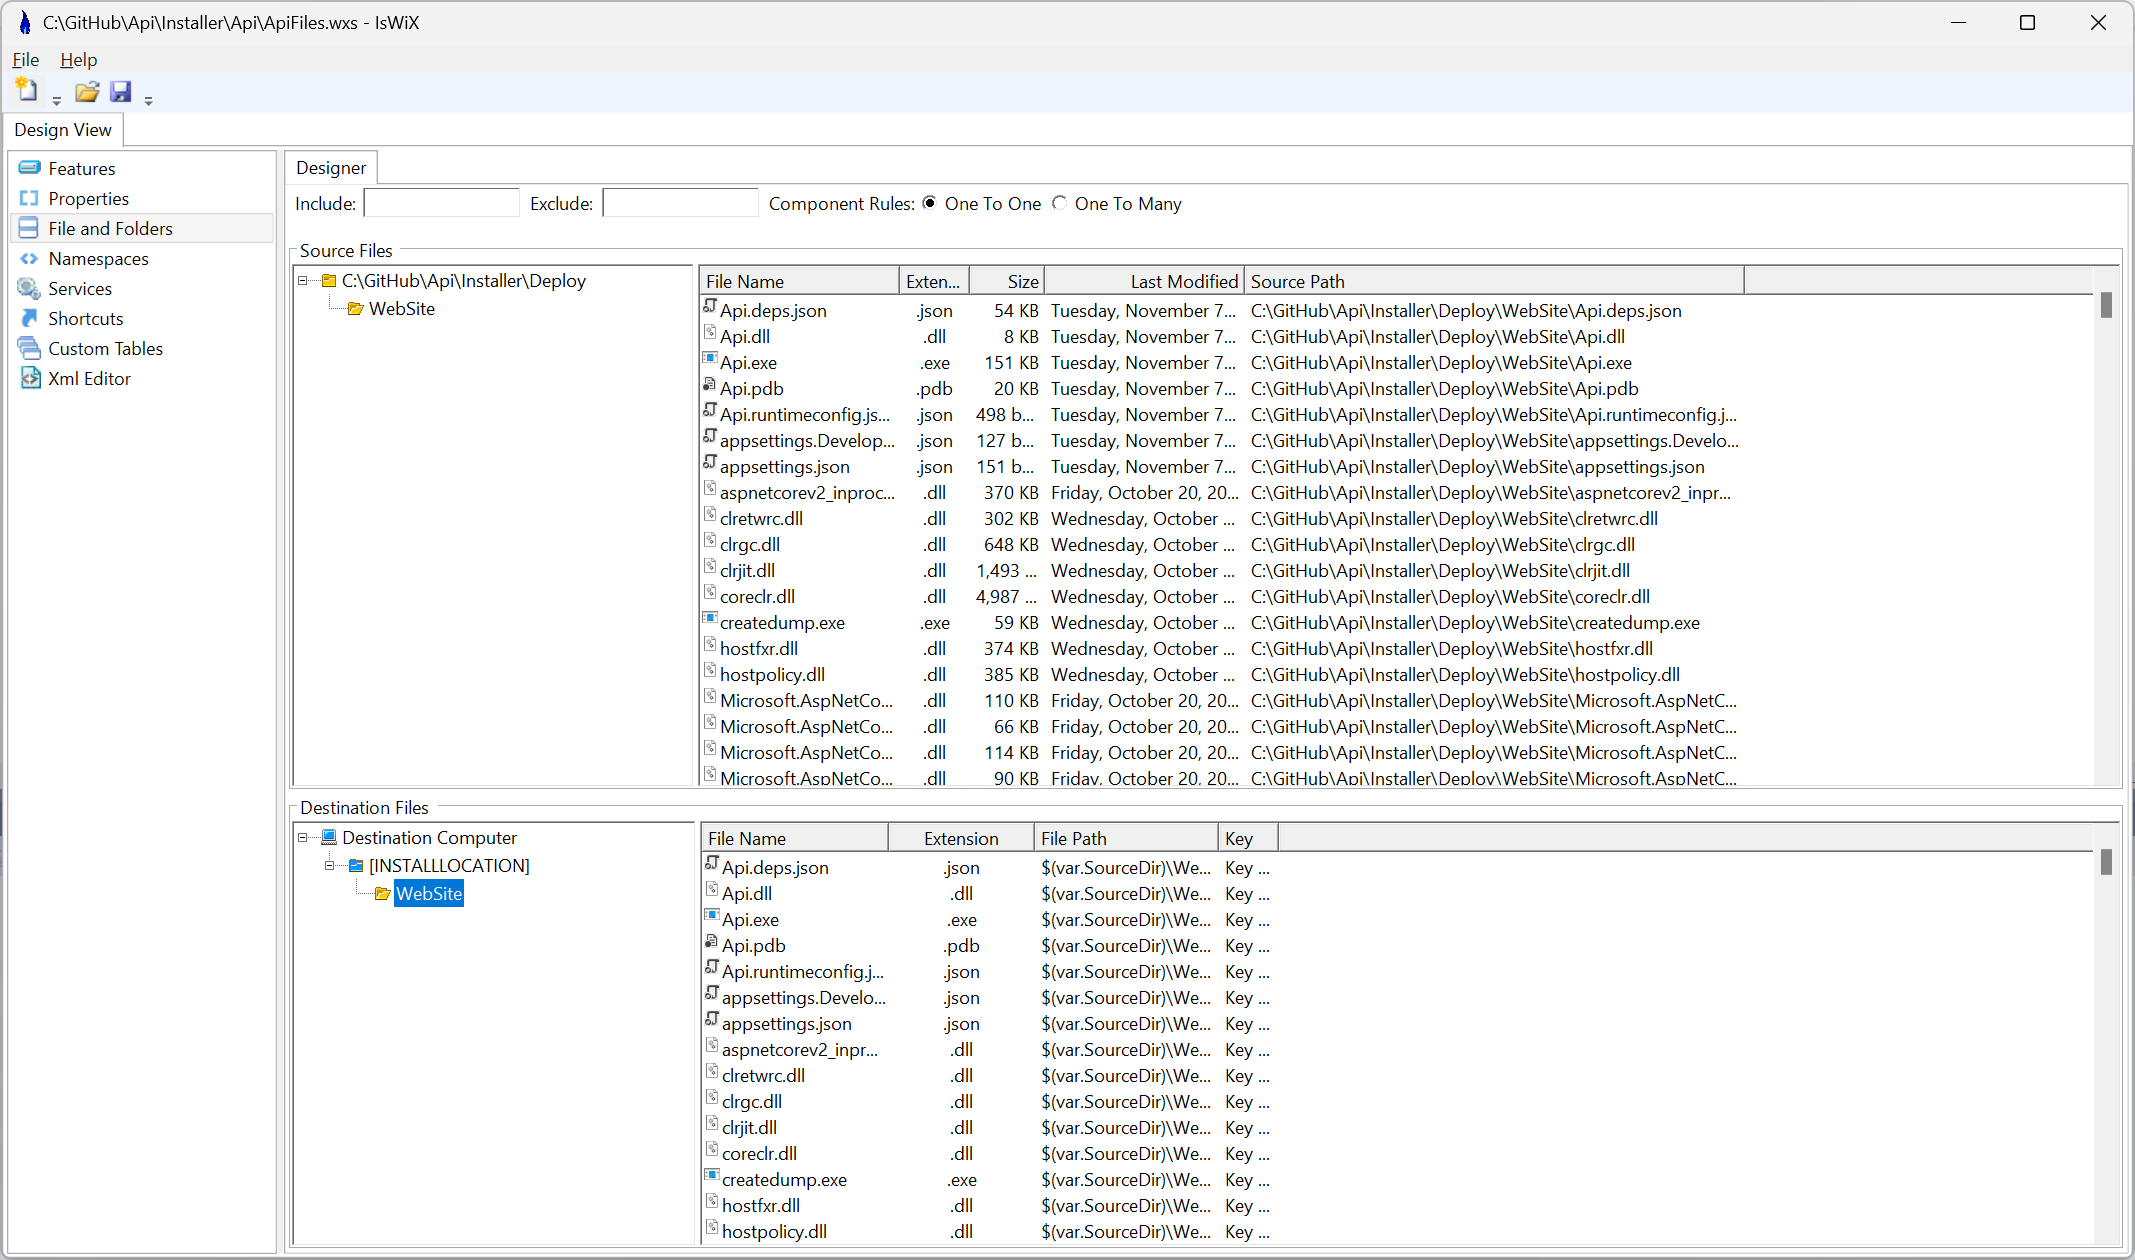 C:\GitHub\Api\Installer\Api\ApiFiles.wxs - IsWiX
File Help
Design View
Features
Properties
File and Folders
Namespaces
Services
Shortcuts
Custom Tables
Xml Editor
Designer
Include: Exclude: Component Rules: One To One One To Many
Source Files
C:\GitHub\Api\Installer\Deploy
WebSite
File Name Exten... Size Last Modified Source Path
Api.deps.json .json 54 KB Tuesday, November 7... C:\GitHub\Api\Installer\Deploy\WebSite\Api.deps.json
Api.dll .dll 8 KB Tuesday, November 7... C:\GitHub\Api\Installer\Deploy\WebSite\Api.dll
Api.exe .exe 151 KB Tuesday, November 7... C:\GitHub\Api\Installer\Deploy\WebSite\Api.exe
Api.pdb .pdb 20 KB Tuesday, November 7... C:\GitHub\Api\Installer\Deploy\WebSite\Api.pdb
Api.runtimeconfig.js... .json 498 b... Tuesday, November 7... C:\GitHub\Api\Installer\Deploy\WebSite\Api.runtimeconfig.j...
appsettings.Develop... .json 127 b... Tuesday, November 7... C:\GitHub\Api\Installer\Deploy\WebSite\appsettings.Develo...
appsettings.json .json 151 b... Tuesday, November 7... C:\GitHub\Api\Installer\Deploy\WebSite\appsettings.json
aspnetcorev2_inproc... .dll 370 KB Friday, October 20, 20... C:\GitHub\Api\Installer\Deploy\WebSite\aspnetcorev2_inpr...
clretwrc.dll .dll 302 KB Wednesday, October ... C:\GitHub\Api\Installer\Deploy\WebSite\clretwrc.dll
clrgc.dll .dll 648 KB Wednesday, October ... C:\GitHub\Api\Installer\Deploy\WebSite\clrgc.dll
clrjit.dll .dll 1,493 ... Wednesday, October ... C:\GitHub\Api\Installer\Deploy\WebSite\clrjit.dll
coreclr.dll .dll 4,987 ... Wednesday, October ... C:\GitHub\Api\Installer\Deploy\WebSite\coreclr.dll
createdump.exe .exe 59 KB Wednesday, October ... C:\GitHub\Api\Installer\Deploy\WebSite\createdump.exe
hostfxr.dll .dll 374 KB Wednesday, October ... C:\GitHub\Api\Installer\Deploy\WebSite\hostfxr.dll
hostpolicy.dll .dll 385 KB Wednesday, October ... C:\GitHub\Api\Installer\Deploy\WebSite\hostpolicy.dll
Microsoft.AspNetCo... .dll 110 KB Friday, October 20, 20... C:\GitHub\Api\Installer\Deploy\WebSite\Microsoft.AspNetC...
Microsoft.AspNetCo... .dll 66 KB Friday, October 20, 20... C:\GitHub\Api\Installer\Deploy\WebSite\Microsoft.AspNetC...
Microsoft.AspNetCo... .dll 114 KB Friday, October 20, 20... C:\GitHub\Api\Installer\Deploy\WebSite\Microsoft.AspNetC...
Microsoft.AspNetCo... .dll 90 KB Friday, October 20, 20... C:\GitHub\Api\Installer\Deploy\WebSite\Microsoft.AspNetC...
Destination Files
Destination Computer
[INSTALLLOCATION]
WebSite
File Name Extension File Path Key
Api.deps.json .json $(var.SourceDir)\We... Key ...
Api.dll .dll $(var.SourceDir)\We... Key ...
Api.exe .exe $(var.SourceDir)\We... Key ...
Api.pdb .pdb $(var.SourceDir)\We... Key ...
Api.runtimeconfig.j... .json $(var.SourceDir)\We... Key ...
appsettings.Develo... .json $(var.SourceDir)\We... Key ...
appsettings.json .json $(var.SourceDir)\We... Key ...
aspnetcorev2_inpr... .dll $(var.SourceDir)\We... Key ...
clretwrc.dll .dll $(var.SourceDir)\We... Key ...
clrgc.dll .dll $(var.SourceDir)\We... Key ...
clrjit.dll .dll $(var.SourceDir)\We... Key ...
coreclr.dll .dll $(var.SourceDir)\We... Key ...
createdump.exe .exe $(var.SourceDir)\We... Key ...
hostfxr.dll .dll $(var.SourceDir)\We... Key ...
hostpolicy.dll .dll $(var.SourceDir)\We... Key ...